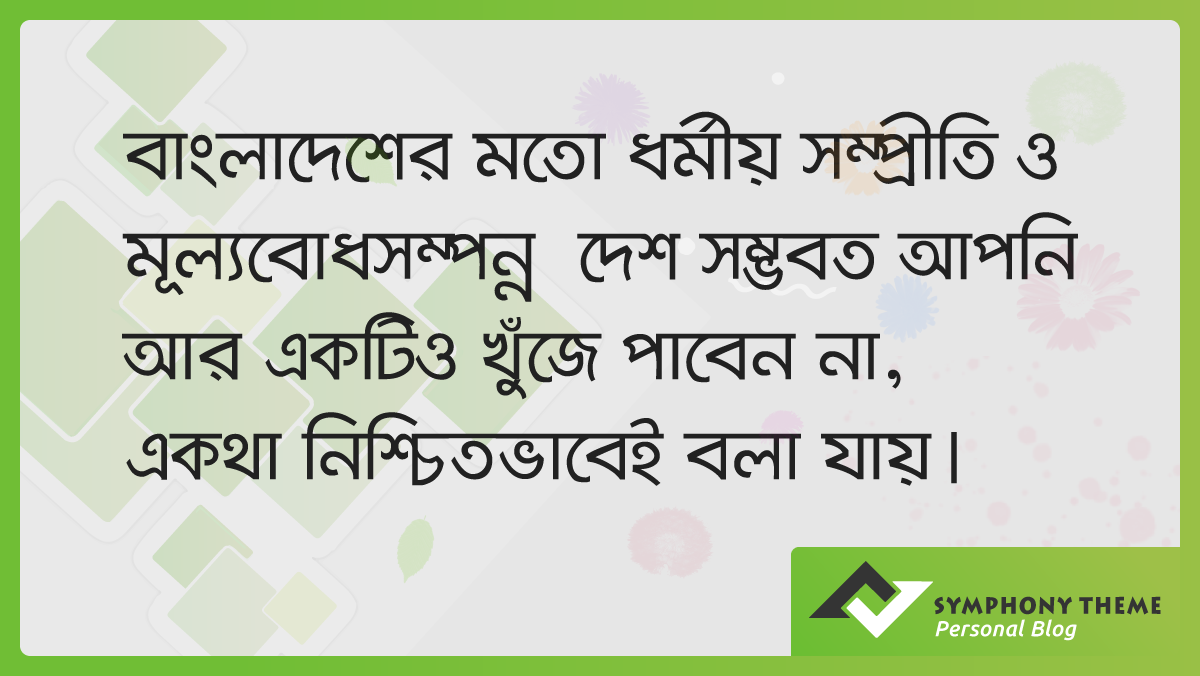 বাংলাদেশের মতো ধর্মীয় সম্প্রীতি ও
মূল্যবোধসম্পন্ন দেশ সম্ভবত আপনি
আর একটিও খুঁজে পাবেন না,
একথা নিশ্চিতভাবেই বলা যায়।
SYMPHONY THEME
Personal Blog